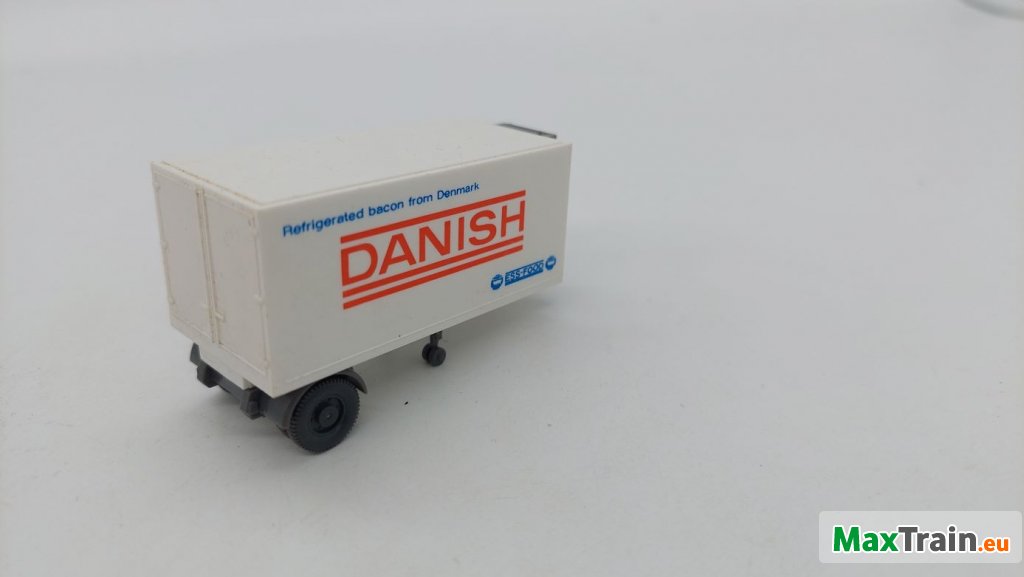 Refrigerated bacon from Denmark
DANISH
ESS-FOOD
MaxTrain.eu